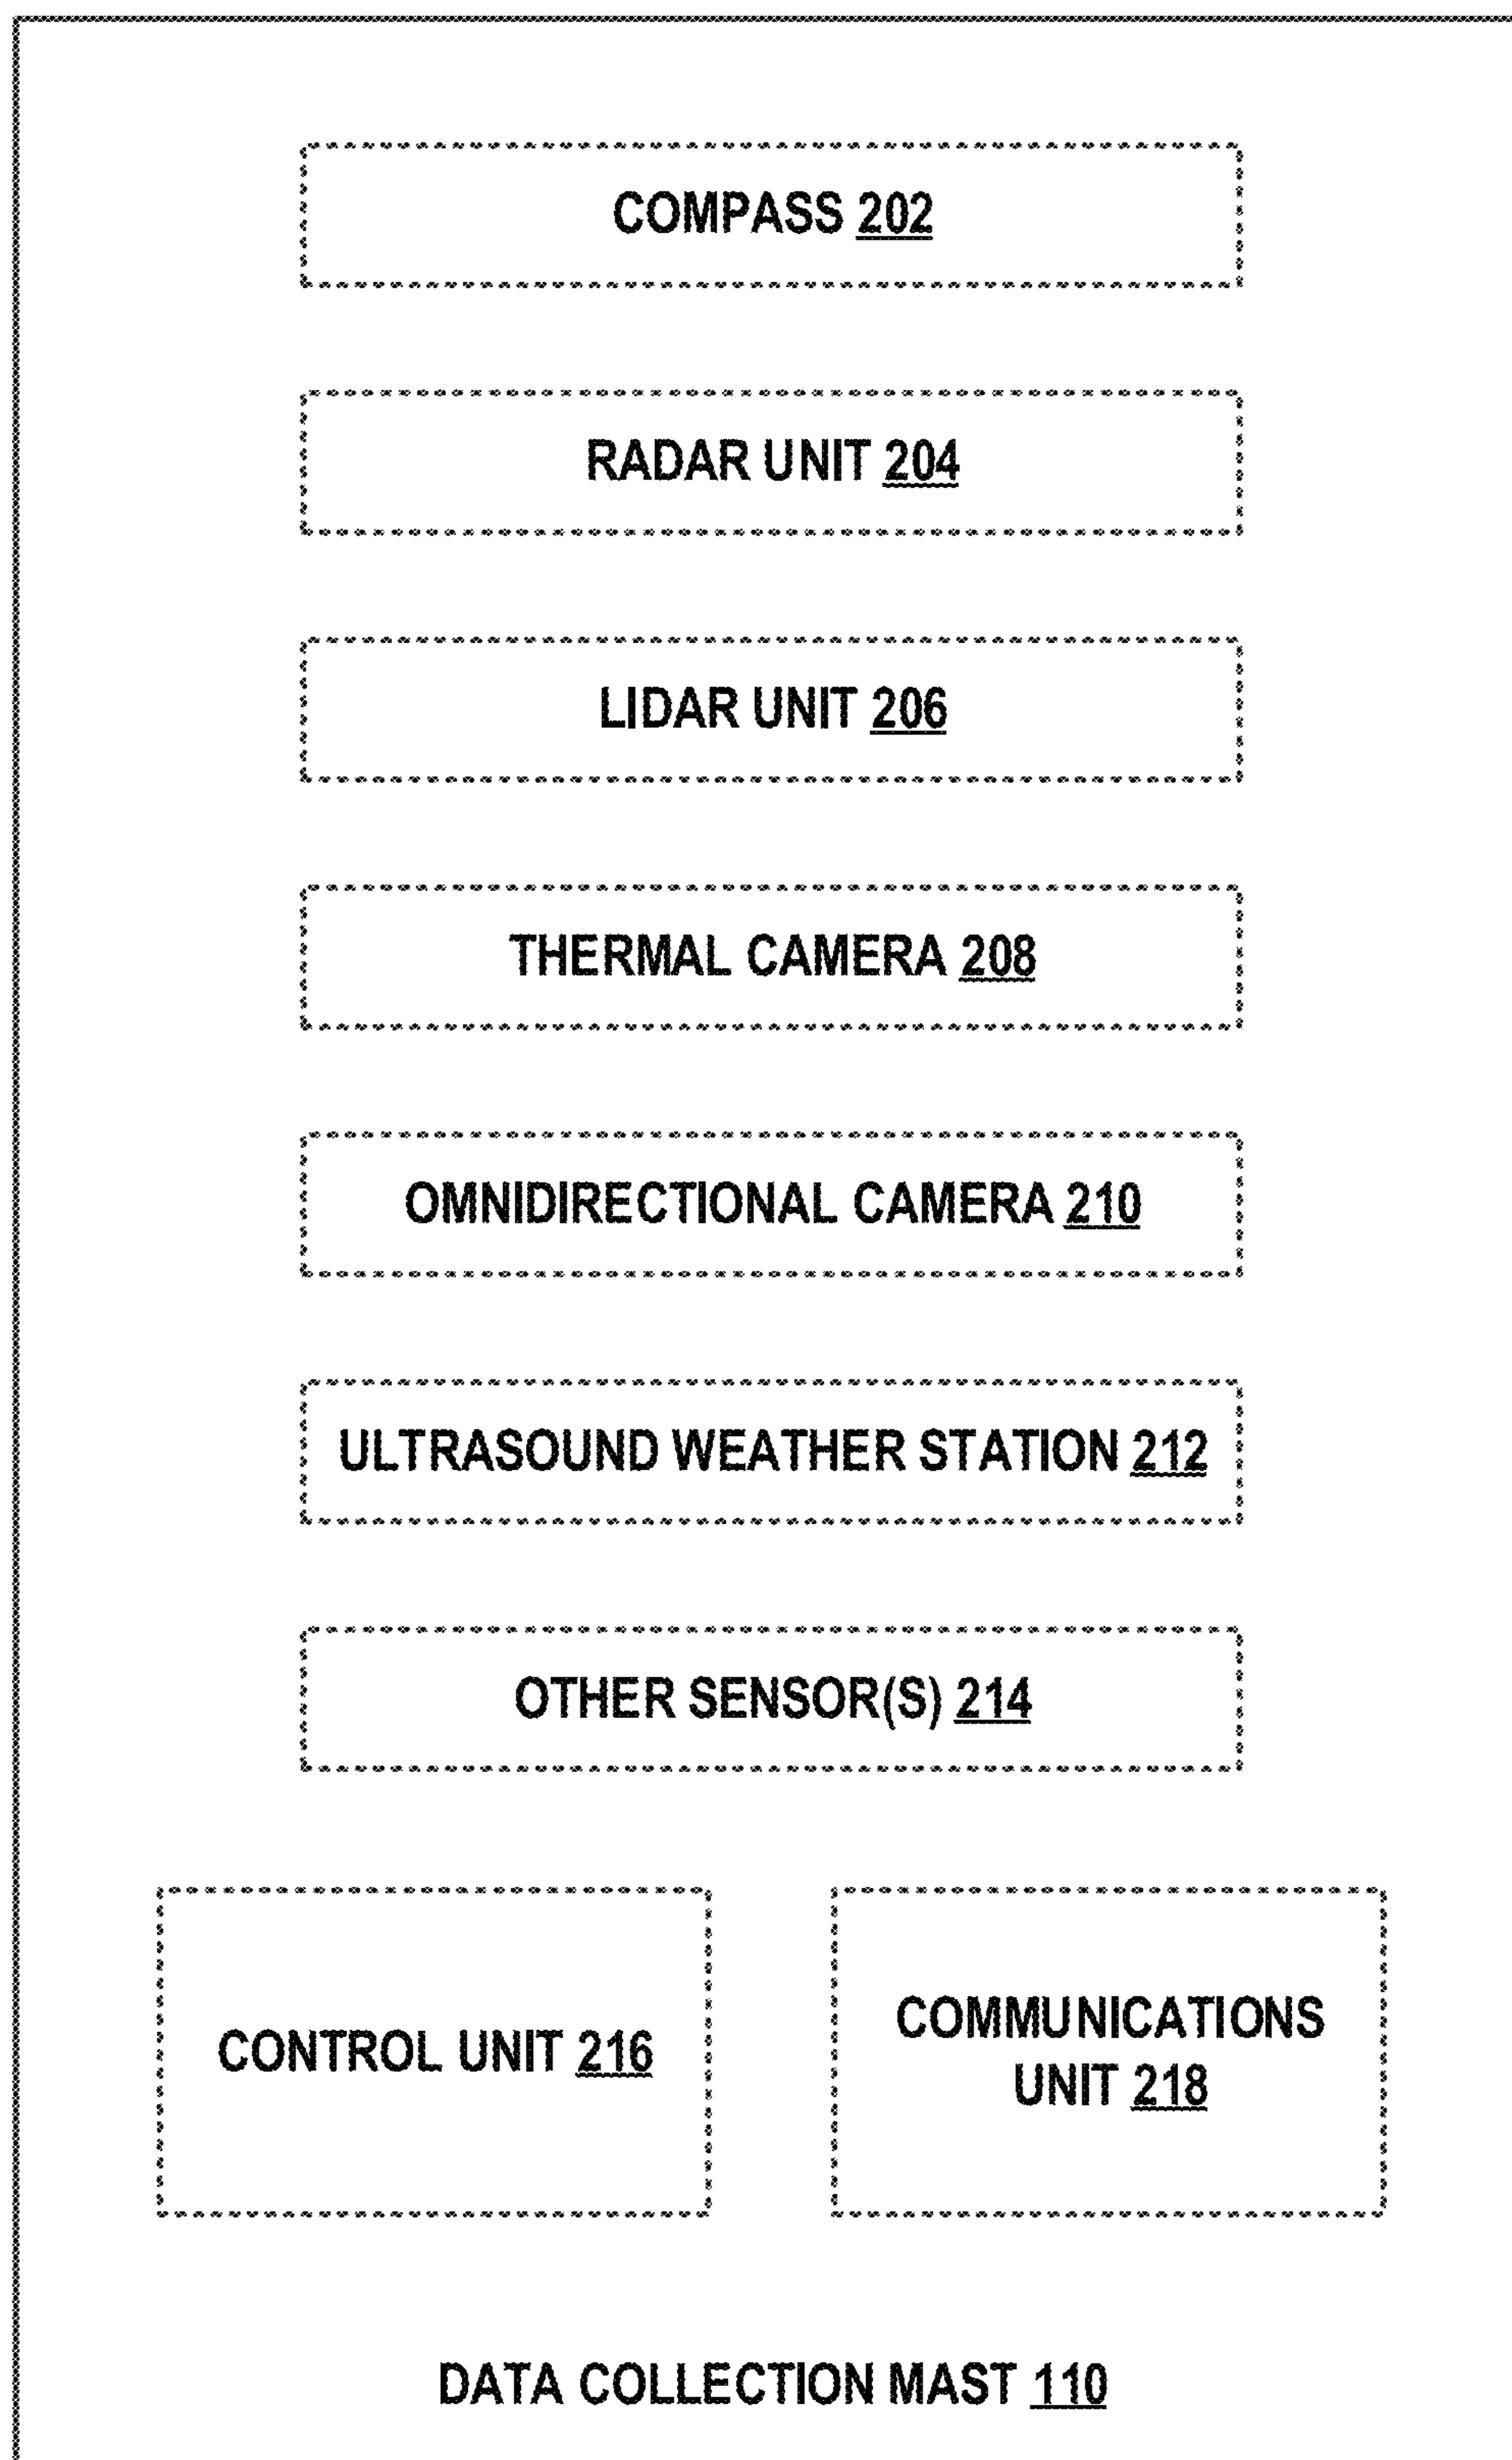 COMPASS 202
RADAR UNIT 204
LIDAR UNIT 206
THERMAL CAMERA 208
OMNIDIRECTIONAL CAMERA 210
ULTRASOUND WEATHER STATION 212
OTHER SENSOR(S) 214
CONTROL UNIT 216
COMMUNICATIONS
UNIT 218
DATA COLLECTION MAST 110